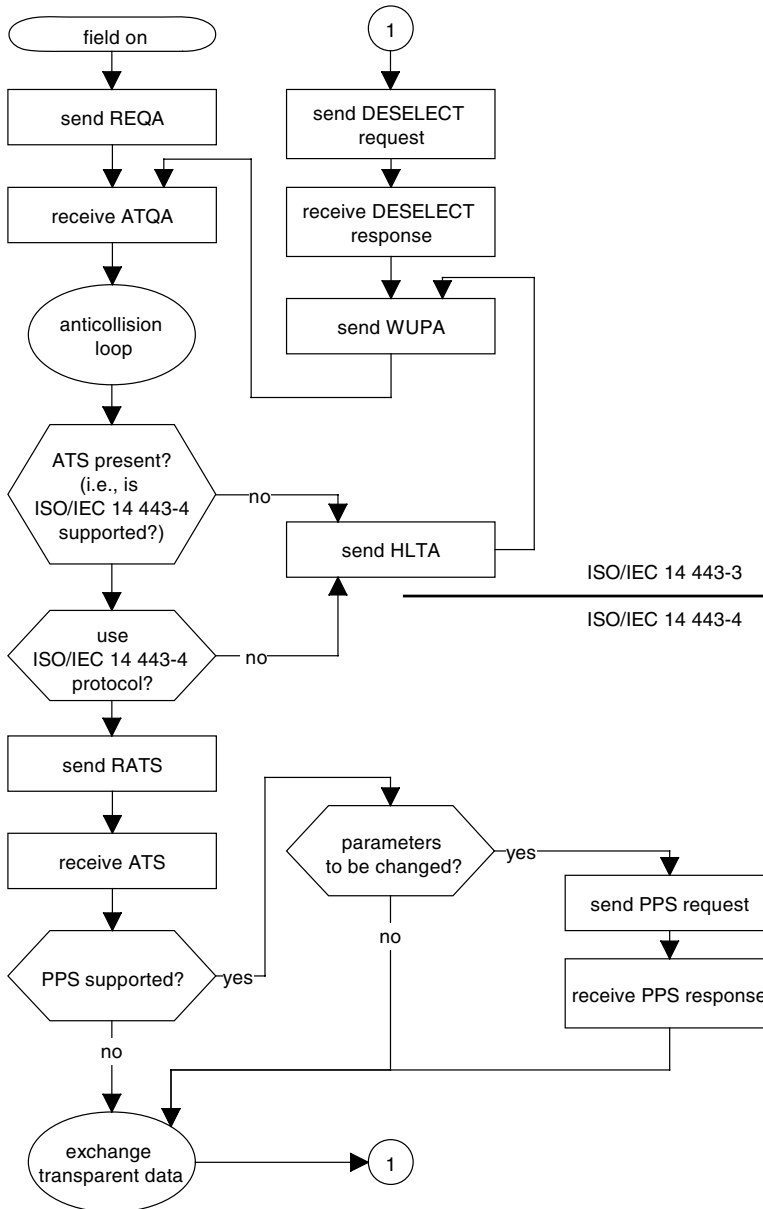 field on
1
send REQA
send DESELECT
request
receive ATQA
receive DESELECT
response
anticollision
loop
send WUPA
ATS present?
(i.e., is
ISO/IEC 14 443-4
supported?)
no
send HLTA
ISO/IEC 14 443-3
ISO/IEC 14 443-4
use
ISO/IEC 14 443-4
protocol?
no
send RATS
receive ATS
parameters
to be changed?
yes
send PPS request
no
PPS supported?
yes
receive PPS response
no
exchange
transparent data
1